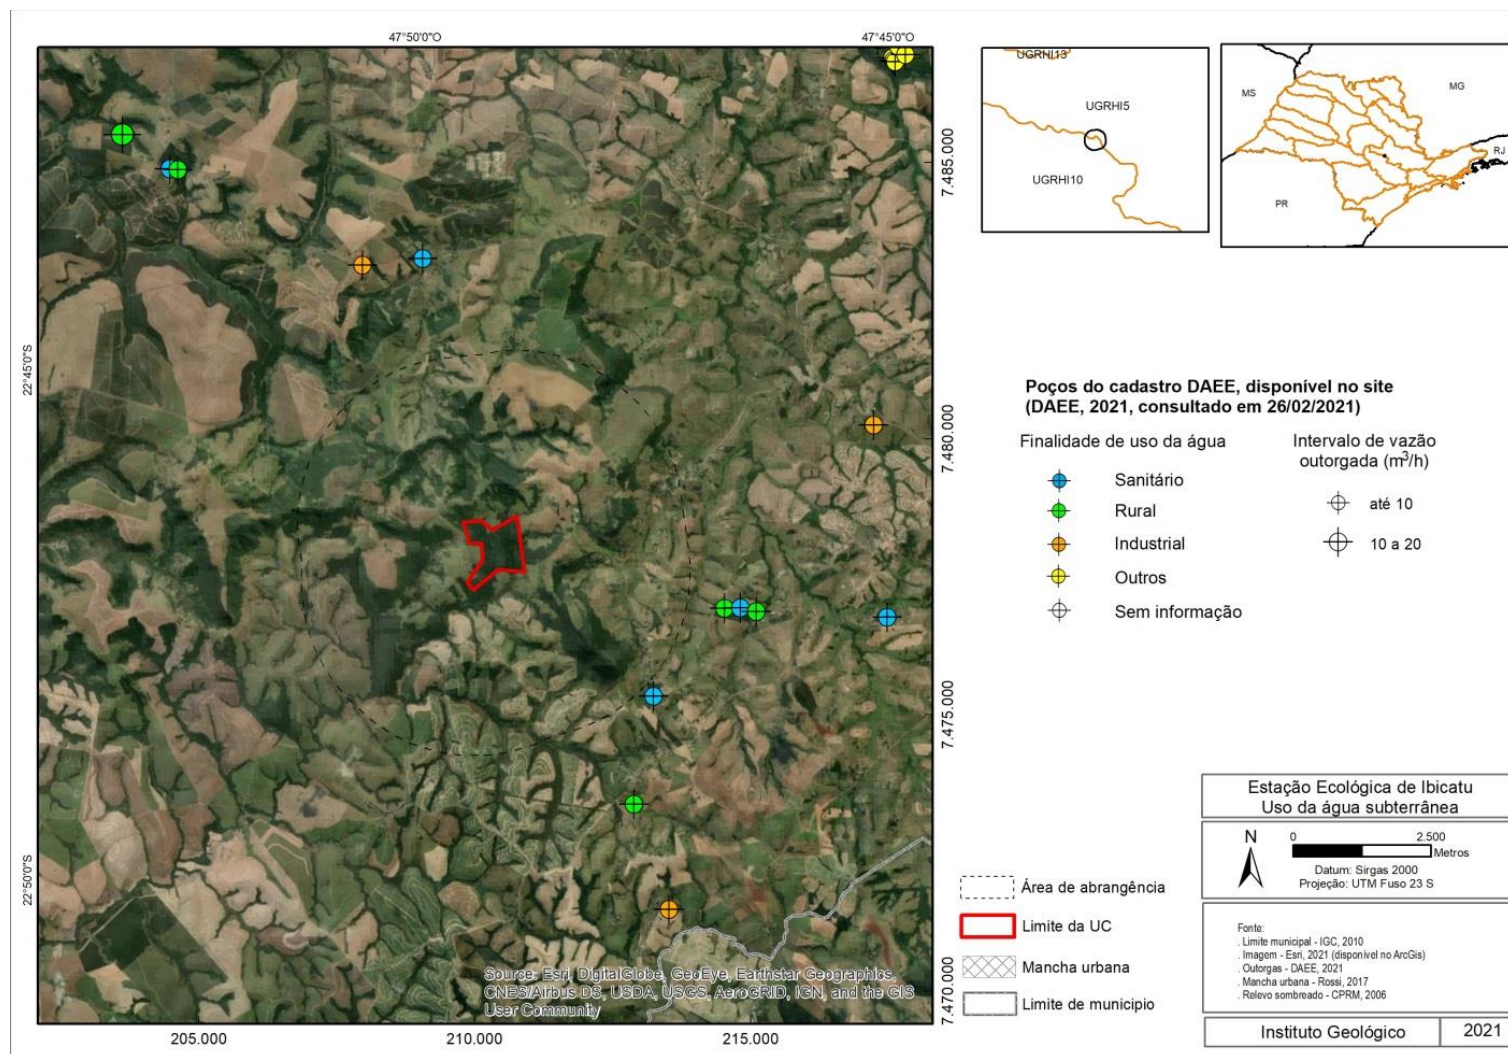 47°50'0"O
47°45'0"O
22°45'0"S
22°50'0"S
7.485.000
7.480.000
7.475.000
7.470.000
205.000
210.000
215.000
Source: Esri, DigitalGlobe, GeoEye, Earthstar Geographics,
CNES/Airbus DS, USDA, USGS, AeroGRID, IGN, and the GIS
User Community
UGRHI13
UGRHI5
UGRHI10
MS
MG
RJ
PR
Poços do cadastro DAEE, disponível no site
(DAEE, 2021, consultado em 26/02/2021)
Finalidade de uso da água
Sanitário
Rural
Industrial
Outros
Sem informação
Intervalo de vazão
outorgada (m³/h)
até 10
10 a 20
Área de abrangência
Limite da UC
Mancha urbana
Limite de municipio
Estação Ecológica de Ibicatu
Uso da água subterrânea
N
0 2.500
Metros
Datum: Sirgas 2000
Projeção: UTM Fuso 23 S
Fonte:
. Limite municipal - IGC, 2010
. Imagem - Esri, 2021 (disponivel no ArcGis)
. Outorgas - DAEE, 2021
. Mancha urbana - Rossi, 2017
. Relevo sombreado - CPRM, 2006
Instituto Geológico 2021